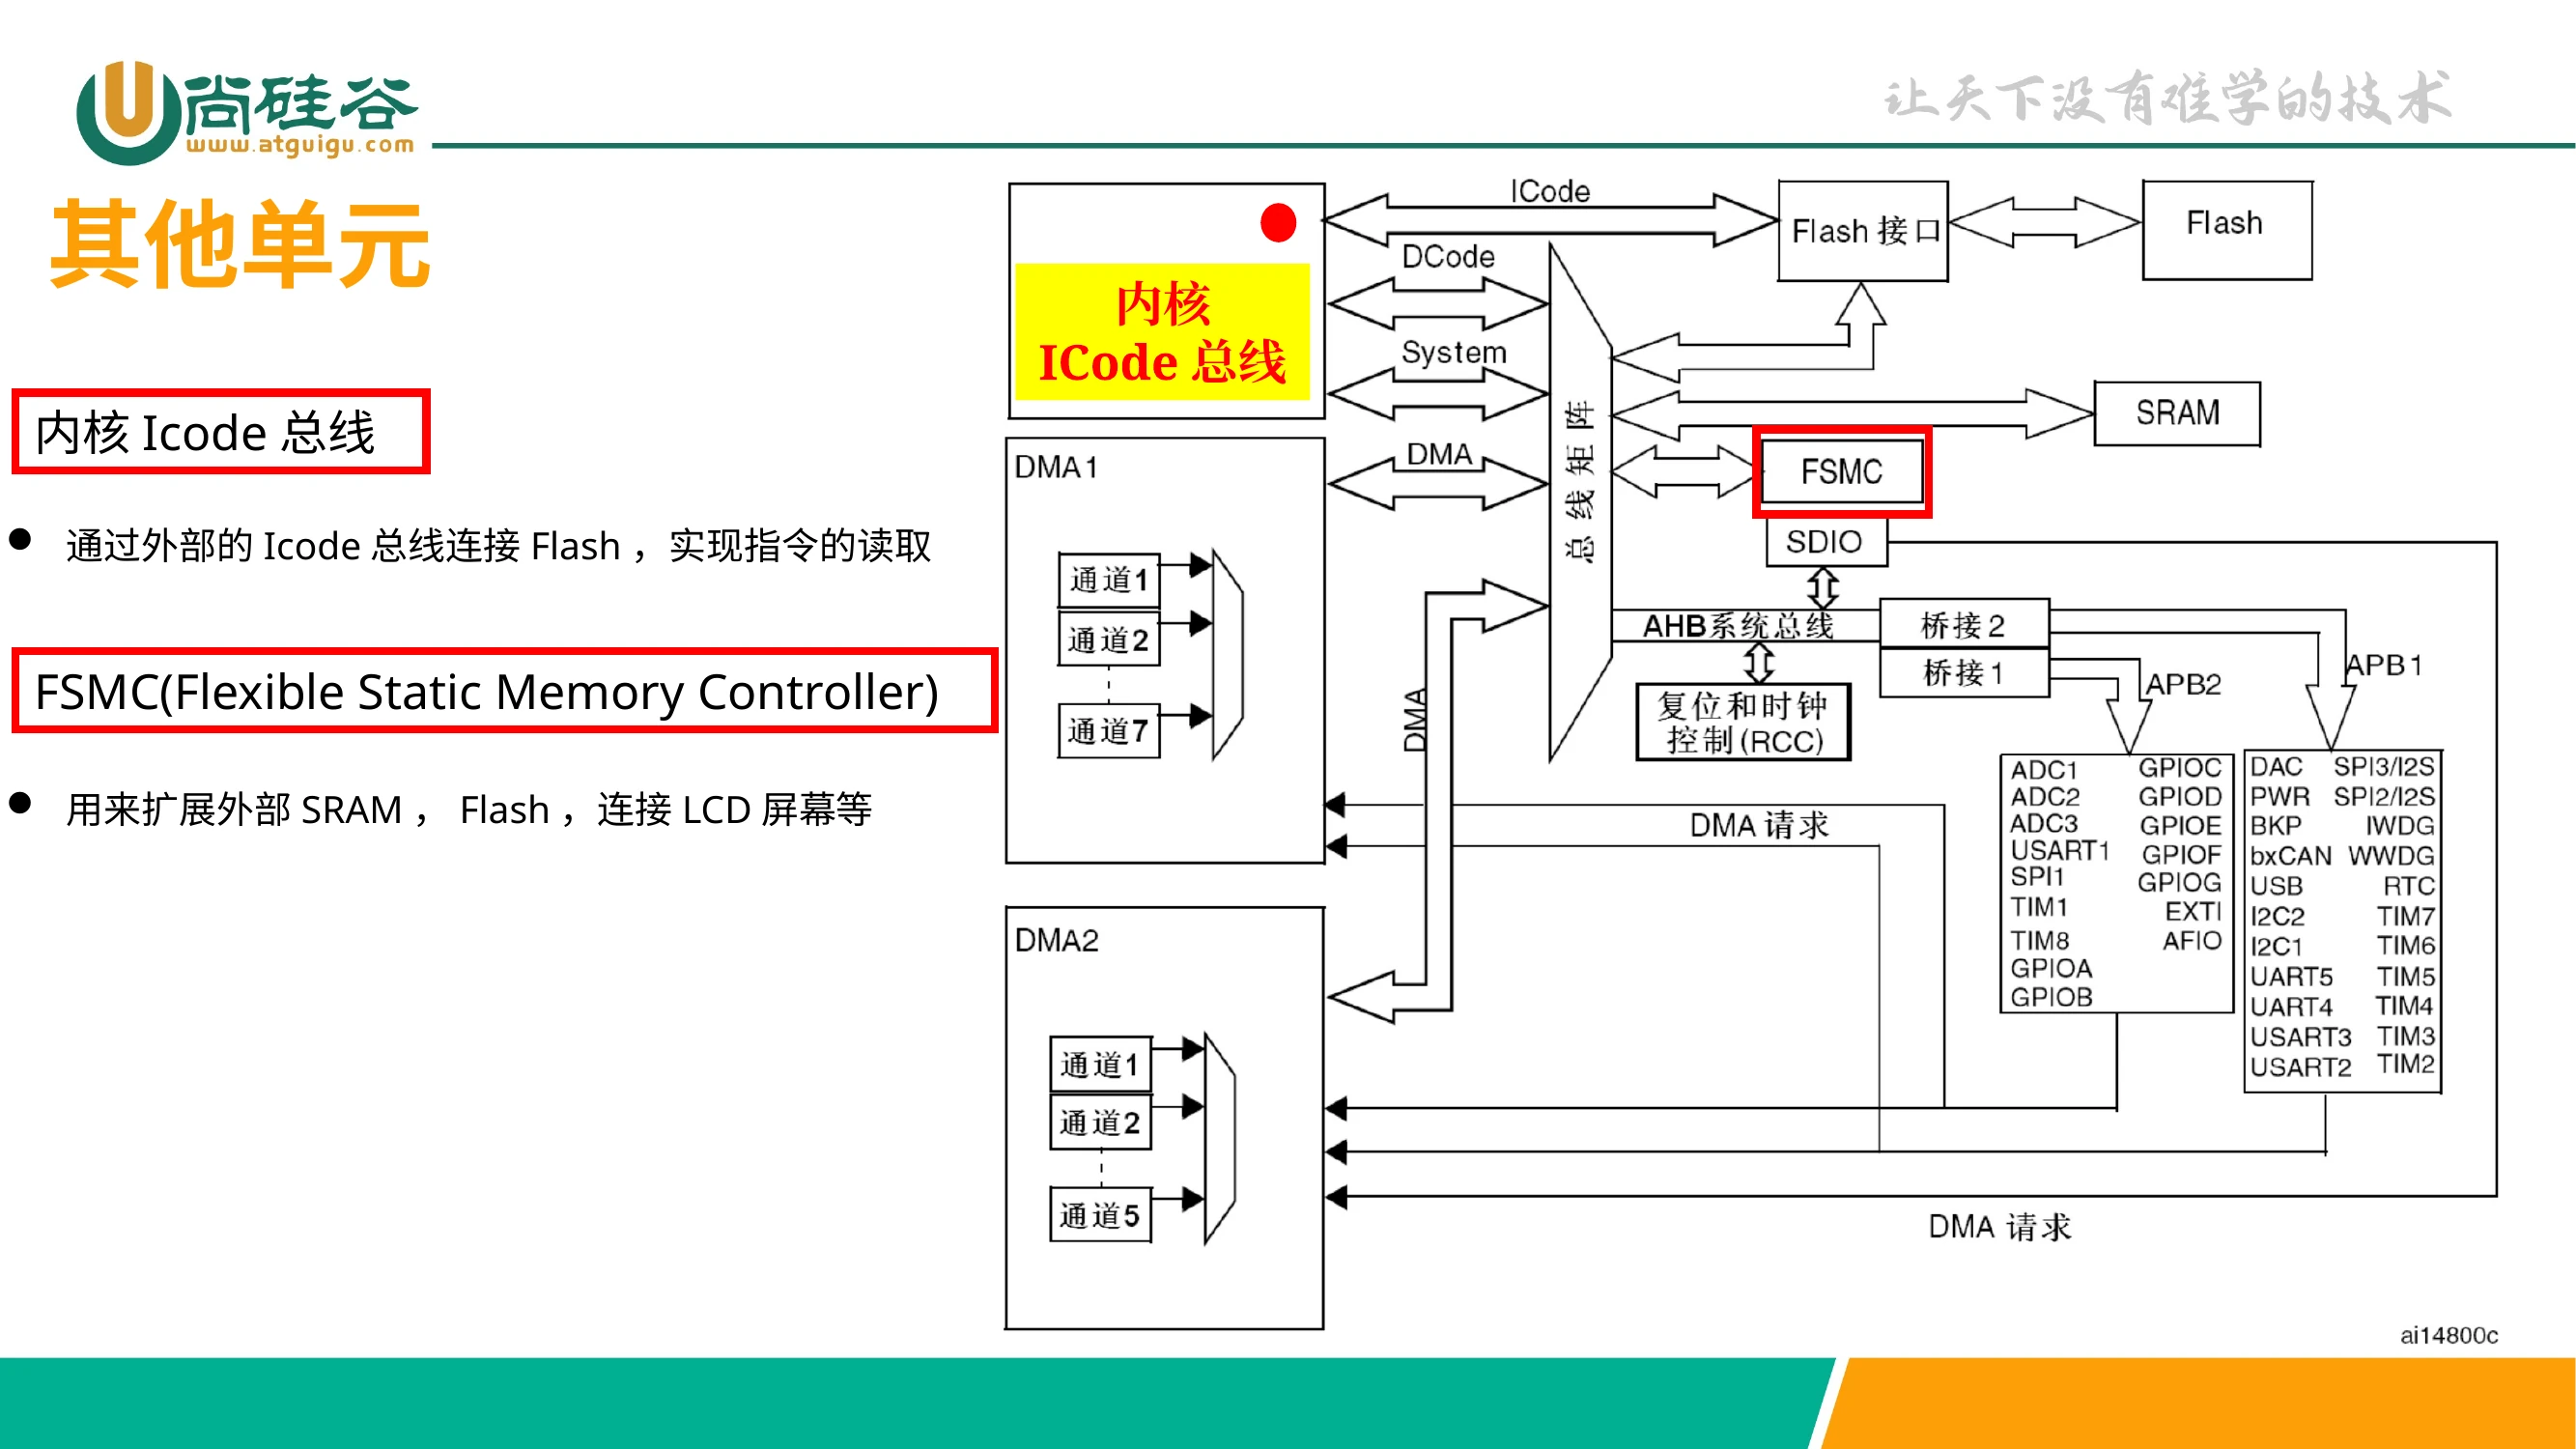 尚硅谷
www.atguigu.com
让天下没有难学的技术
其他单元
内核 Icode 总线
通过外部的 Icode 总线连接 Flash ，实现指令的读取
FSMC(Flexible Static Memory Controller)
用来扩展外部 SRAM ， Flash ，连接 LCD 屏幕等
内核
ICode 总线
ICode
DCode
System
DMA
Flash 接口
Flash
SRAM
FSMC
SDIO
总线矩阵
AHB系统总线
桥接 2
桥接 1
复位和时钟
控制 (RCC)
APB2
APB1
DMA1
通道1
通道2
通道7
DMA
DMA 请求
DMA2
通道1
通道2
通道5
ADC1 GPIOC
ADC2 GPIOD
ADC3 GPIOE
USART1 GPIOF
SPI1 GPIOG
TIM1 EXTI
TIM8 AFIO
GPIOA
GPIOB
DAC SPI3/I2S
PWR SPI2/I2S
BKP IWDG
bxCAN WWDG
USB RTC
I2C2 TIM7
I2C1 TIM6
UART5 TIM5
UART4 TIM4
USART3 TIM3
USART2 TIM2
DMA 请求
ai14800c